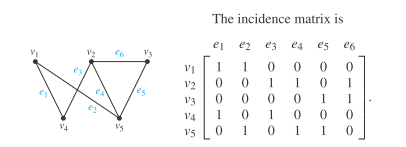 The incidence matrix is
e1 e2 e3 e4 e5 e6
v1 1 1 0 0 0 0
v2 0 0 1 1 0 1
v3 0 0 0 0 1 1
v4 1 0 1 0 0 0
v5 0 1 0 1 1 0 .
v1 v2 e6 v3
e3
e1 e4 e5
e2
v4 v5